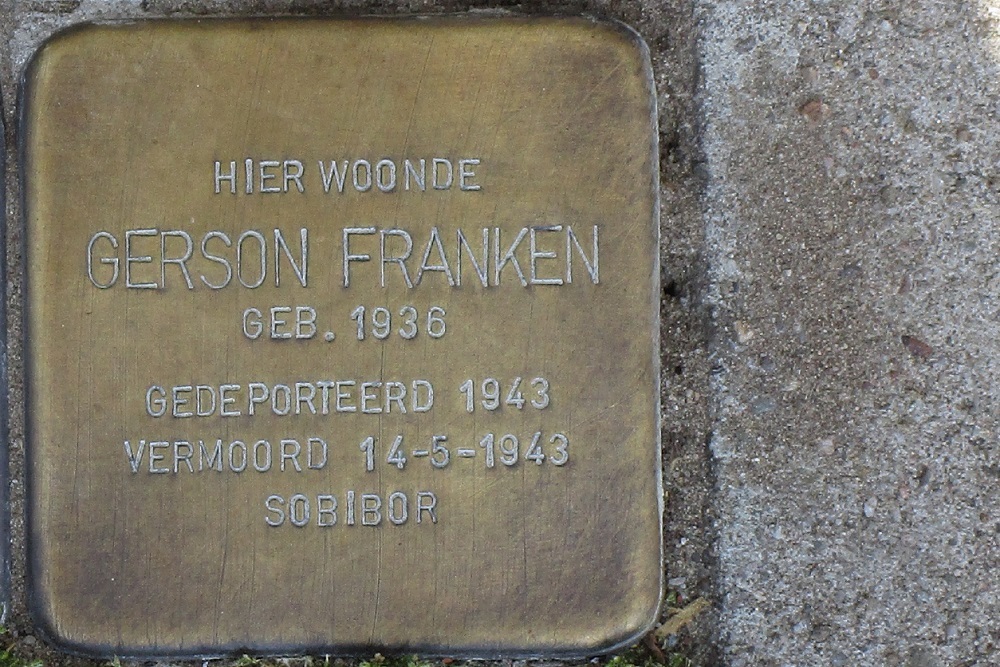 HIER WOONDE
GERSON FRANKEN
GEB. 1936
GEDEPORTEERD 1943
VERMOORD 14-5-1943
SOBIBOR